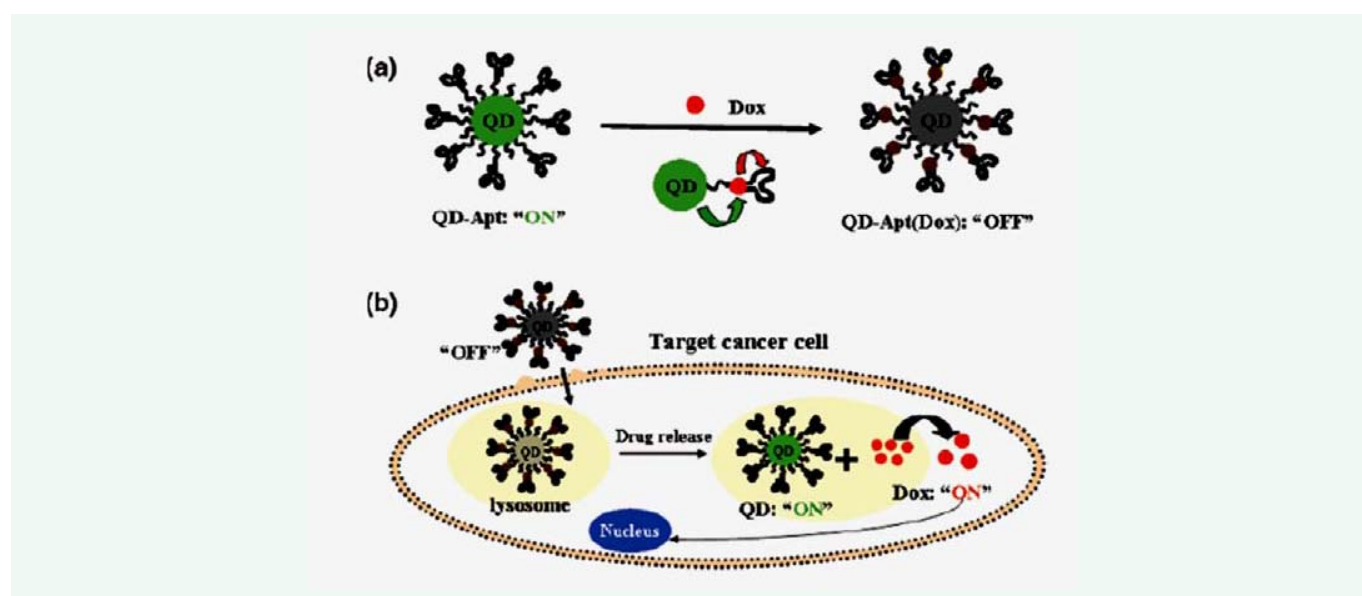 (a)
QD
Dox
QD
QD
QD-Apt: “ON”
QD-Apt(Dox): “OFF”
(b)
QD
“OFF”
Target cancer cell
QD
Drug release
QD
+
lysosome
QD: “ON”
Dox: “ON”
Nucleus